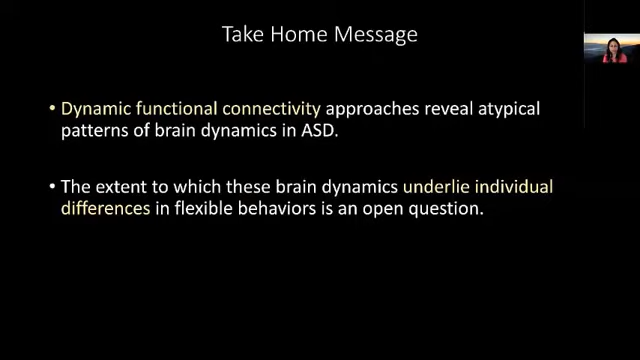 Take Home Message
• Dynamic functional connectivity approaches reveal atypical
patterns of brain dynamics in ASD.
• The extent to which these brain dynamics underlie individual
differences in flexible behaviors is an open question.